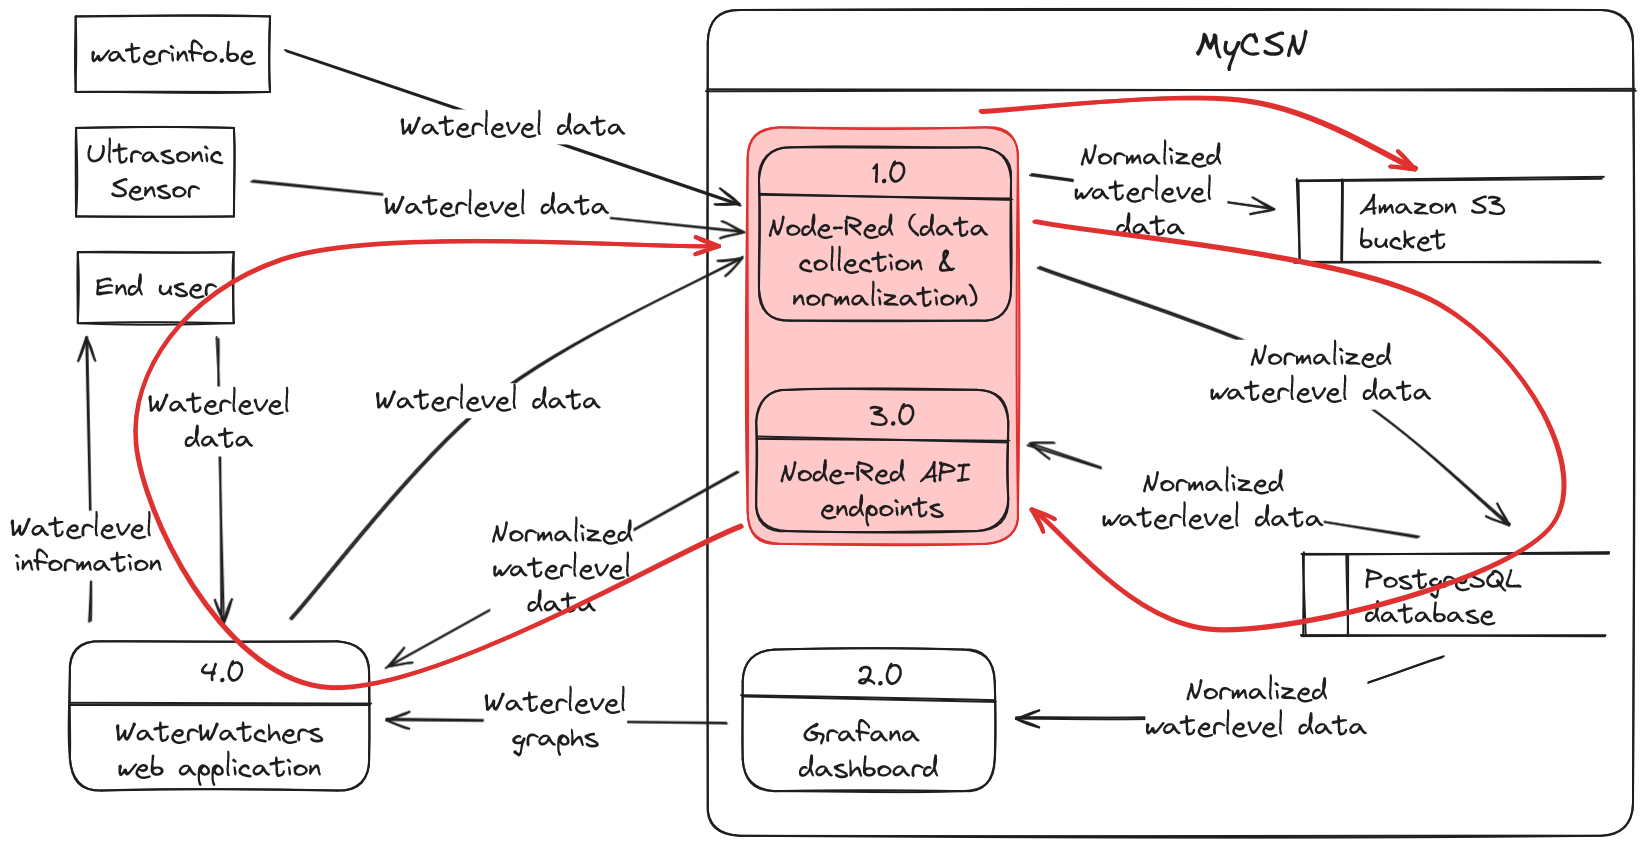 MyCSN
waterinfo.be
Waterlevel data
Ultrasonic
Sensor
Waterlevel data
End user
Waterlevel
data
Waterlevel data
Waterlevel
information
1.0
Node-Red (data
collection &
normalization)
Normalized
waterlevel
data
Amazon S3
bucket
Normalized
waterlevel data
3.0
Node-Red API
endpoints
Normalized
waterlevel data
Normalized
waterlevel
data
PostgreSQL
database
4.0
WaterWatchers
web application
Waterlevel
graphs
2.0
Grafana
dashboard
Normalized
waterlevel data